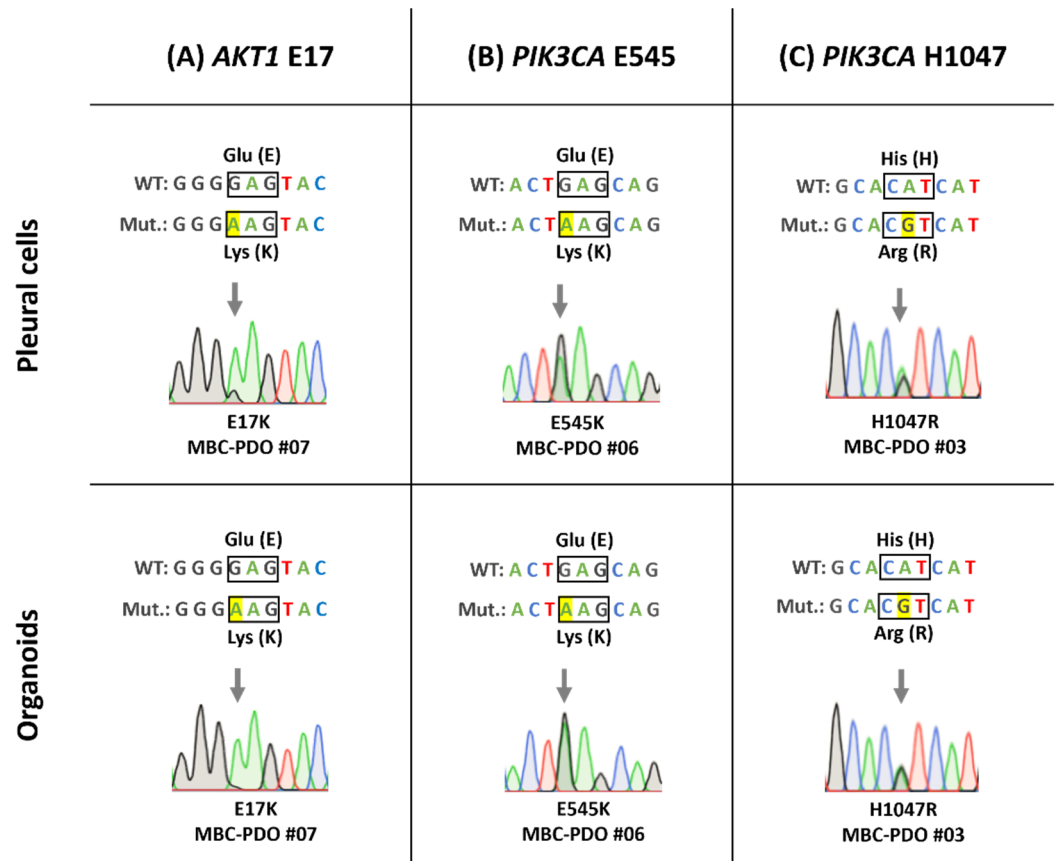 (A) AKT1 E17
(B) PIK3CA E545
(C) PIK3CA H1047
Pleural cells
Glu (E)
WT: G G G G A G T A C
Mut.: G G G A A G T A C
Lys (K)
E17K
MBC-PDO #07
Glu (E)
WT: A C T G A G C A G
Mut.: A C T A A G C A G
Lys (K)
E545K
MBC-PDO #06
His (H)
WT: G C A C A T C A T
Mut.: G C A C G T C A T
Arg (R)
H1047R
MBC-PDO #03
Organoids
Glu (E)
WT: G G G G A G T A C
Mut.: G G G A A G T A C
Lys (K)
E17K
MBC-PDO #07
Glu (E)
WT: A C T G A G C A G
Mut.: A C T A A G C A G
Lys (K)
E545K
MBC-PDO #06
His (H)
WT: G C A C A T C A T
Mut.: G C A C G T C A T
Arg (R)
H1047R
MBC-PDO #03